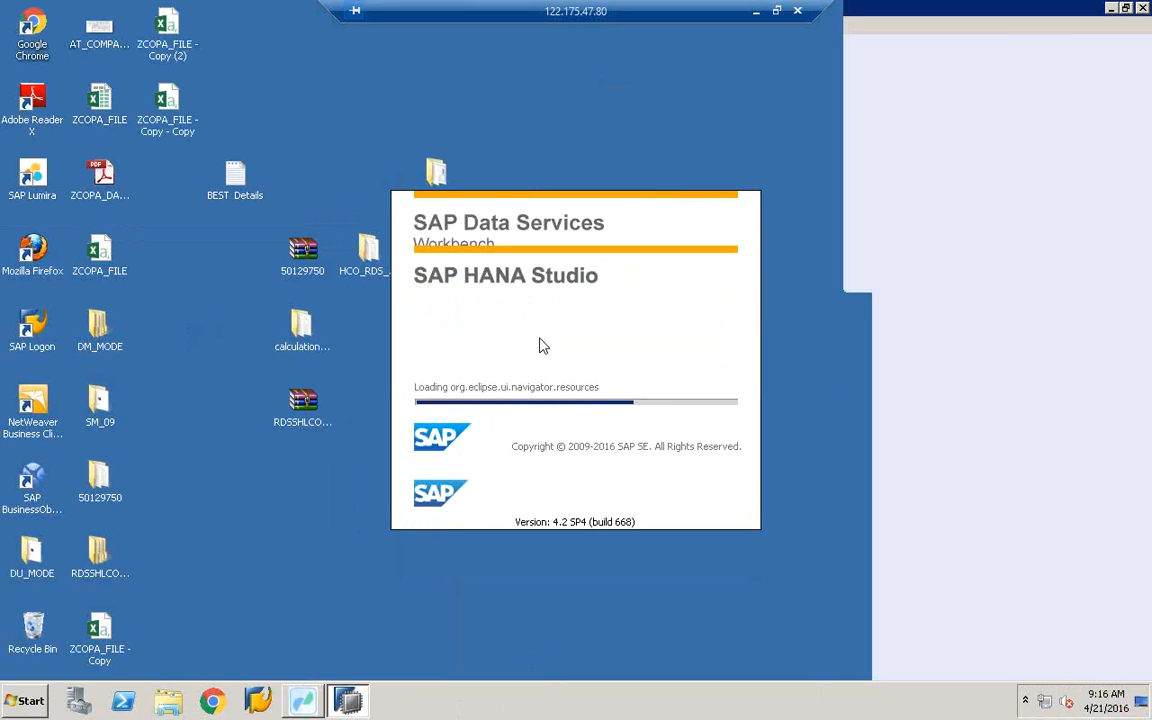 122.175.47.80
Google
Chrome
AT_COMPA...
ZCOPA_FILE -
Copy (2)
Adobe Reader
X
ZCOPA_FILE
ZCOPA_FILE -
Copy - Copy
SAP Lumira
ZCOPA_DA...
BEST Details
Mozilla Firefox
ZCOPA_FILE
50129750
HCO_RDS_...
SAP Logon
DM_MODE
calculation...
NetWeaver
Business Cli...
SM_09
RDSSHLCO...
SAP
BusinessOb...
50129750
DU_MODE
RDSSHLCO...
Recycle Bin
ZCOPA_FILE -
Copy
SAP Data Services
Workbench
SAP HANA Studio
Loading org.eclipse.ui.navigator.resources
SAP
Copyright © 2009-2016 SAP SE. All Rights Reserved.
SAP
Version: 4.2 SP4 (build 668)
Start
9:16 AM
4/21/2016